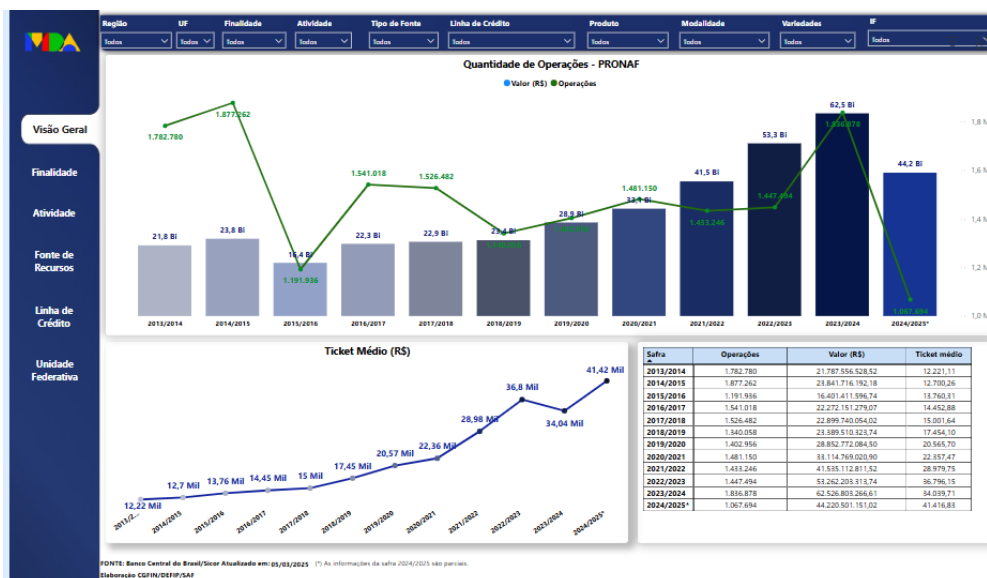 MDA
Região UF Finalidade Atividade Tipo de Fonte Linha de Crédito Produto Modalidade Variedades IF
Todos Todos Todos Todos Todos Todos Todos Todos Todos Todos
Visão Geral
Finalidade
Atividade
Fonte de
Recursos
Linha de
Crédito
Unidade
Federativa
Quantidade de Operações - PRONAF
Valor (R$) Operações
62,5 Bi
1.877.262
1.836.878
1,8 M
1.782.780
53,3 Bi
44,2 Bi
1,6 M
1.541.018
1.526.482
41,5 Bi
1.481.150
1.447.494
33,1 Bi
28,9 Bi
1.433.246
1,4 M
21,8 Bi
23,8 Bi
16,4 Bi
22,3 Bi
22,9 Bi
23,4 Bi
1.191.936
1,2 M
1.067.694
1,0 M
2013/2014 2014/2015 2015/2016 2016/2017 2017/2018 2018/2019 2019/2020 2020/2021 2021/2022 2022/2023 2023/2024 2024/2025*
Ticket Médio (R$)
12,22 Mil
12,7 Mil
13,76 Mil
14,45 Mil
15 Mil
17,45 Mil
20,57 Mil
22,36 Mil
28,98 Mil
36,8 Mil
34,04 Mil
41,42 Mil
2013/2... 2014/2015 2015/2016 2016/2017 2017/2018 2018/2019 2019/2020 2020/2021 2021/2022 2022/2023 2023/2024 2024/2025*
Safra Operações Valor (R$) Ticket médio
2013/2014 1.782.780 21.787.556.528,52 12.221,11
2014/2015 1.877.262 23.841.716.192,18 12.700,26
2015/2016 1.191.936 16.401.411.596,74 13.760,31
2016/2017 1.541.018 22.272.151.279,07 14.452,88
2017/2018 1.526.482 22.899.740.054,02 15.001,64
2018/2019 1.340.058 23.389.510.323,74 17.454,10
2019/2020 1.402.956 28.852.772.084,50 20.565,70
2020/2021 1.481.150 33.114.769.020,90 22.357,47
2021/2022 1.433.246 41.535.112.811,52 28.979,75
2022/2023 1.447.494 53.262.203.313,74 36.796,15
2023/2024 1.836.878 62.526.803.266,61 34.039,71
2024/2025* 1.067.694 44.220.501.151,02 41.416,83
FONTE: Banco Central do Brasil/Sicor Atualizado em: 05/03/2025 (*) As informações da safra 2024/2025 são parciais.
Elaboração CGFIN/DEFIP/SAF